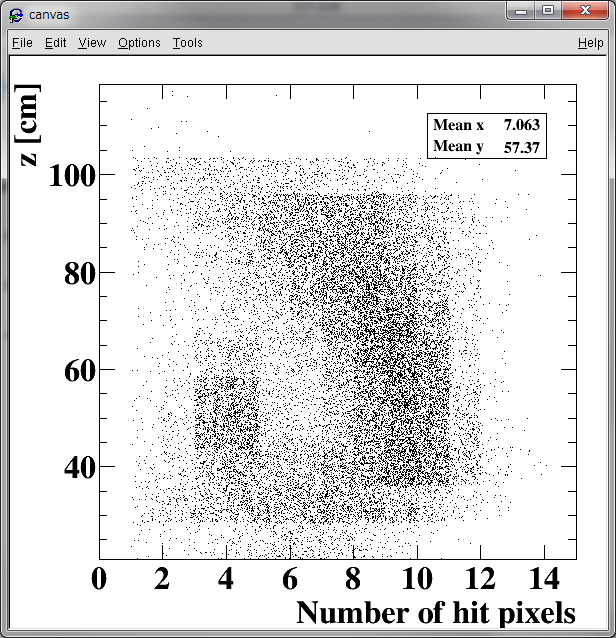 canvas
File Edit View Options Tools Help
z [cm]
Mean x 7.063
Mean y 57.37
100
80
60
40
0 2 4 6 8 10 12 14
Number of hit pixels